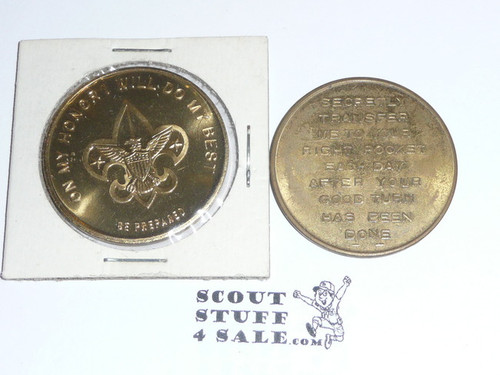 ON MY HONOR I WILL DO MY BEST
BE PREPARED
SECRETLY
TRANSFER
ME TO YOUR
RIGHT POCKET
EACH DAY
AFTER YOUR
GOOD TURN
HAS BEEN
DONE
SCOUT
STUFF
4 SALE.com